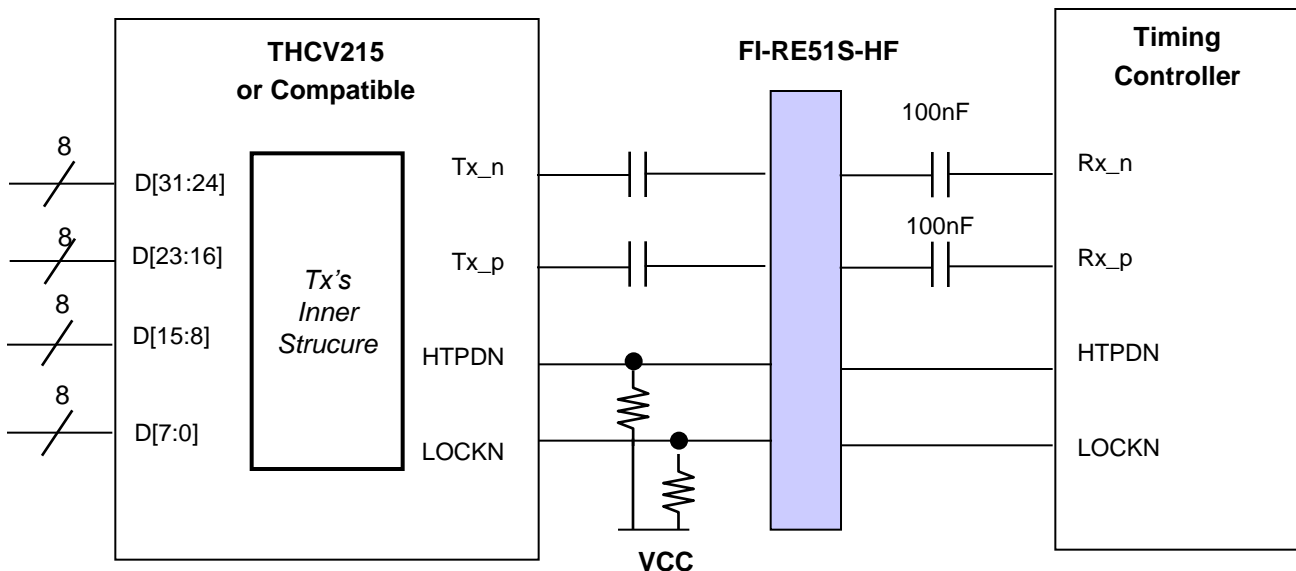 THCV215
or Compatible
FI-RE51S-HF
Timing
Controller
100nF
8
D[31:24]
Tx_n
Rx_n
8
D[23:16]
Tx_p
100nF
Rx_p
Tx's
Inner
Strucure
8
D[15:8]
HTPDN
HTPDN
8
D[7:0]
LOCKN
LOCKN
VCC